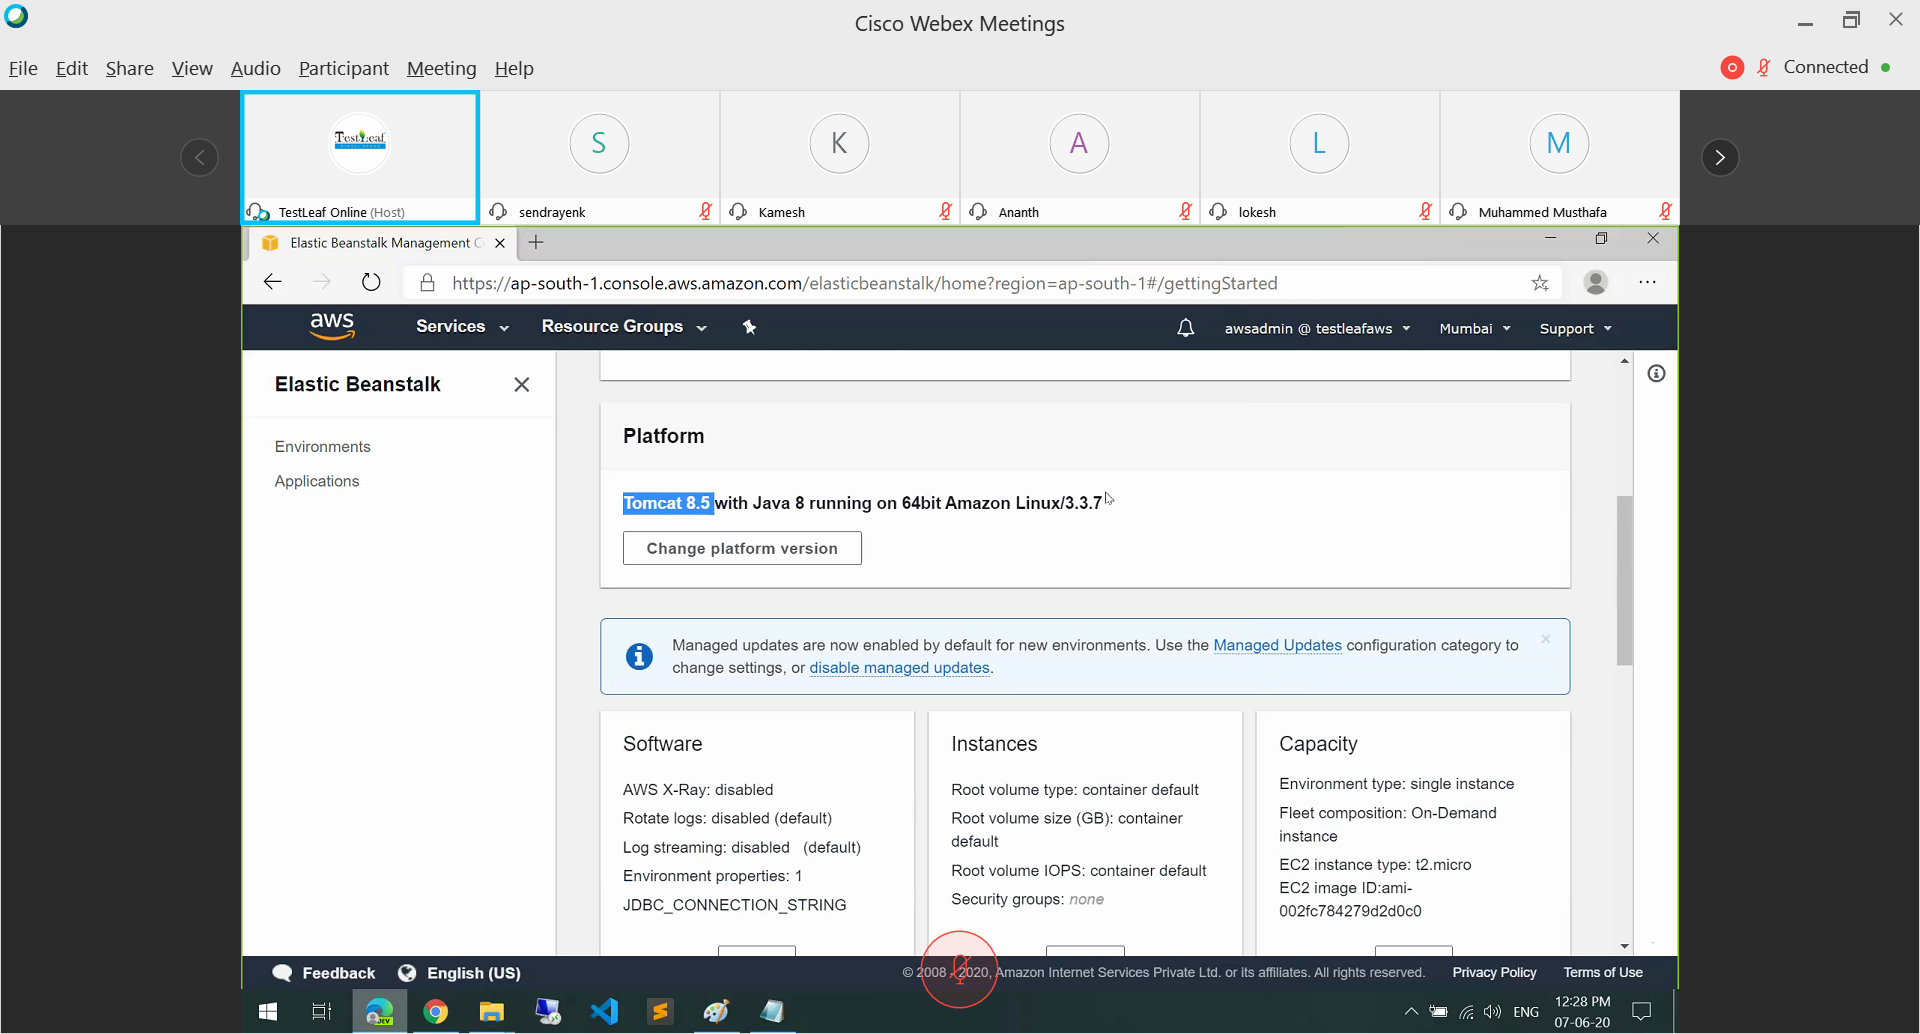 Cisco Webex Meetings
File Edit Share View Audio Participant Meeting Help
Connected
TestLeaf
S
K
A
L
M
TestLeaf Online (Host)
sendrayenk
Kamesh
Ananth
lokesh
Muhammed Musthafa
Elastic Beanstalk Management C
https://ap-south-1.console.aws.amazon.com/elasticbeanstalk/home?region=ap-south-1#/gettingStarted
aws
Services
Resource Groups
awsadmin @ testleafaws
Mumbai
Support
Elastic Beanstalk
Environments
Applications
Platform
Tomcat 8.5 with Java 8 running on 64bit Amazon Linux/3.3.7
Change platform version
Managed updates are now enabled by default for new environments. Use the Managed Updates configuration category to
change settings, or disable managed updates.
Software
AWS X-Ray: disabled
Rotate logs: disabled (default)
Log streaming: disabled (default)
Environment properties: 1
JDBC_CONNECTION_STRING
Instances
Root volume type: container default
Root volume size (GB): container
default
Root volume IOPS: container default
Security groups: none
Capacity
Environment type: single instance
Fleet composition: On-Demand
instance
EC2 instance type: t2.micro
EC2 image ID:ami-
002fc784279d2d0c0
Feedback
English (US)
© 2008 - 2020, Amazon Internet Services Private Ltd. or its affiliates. All rights reserved.
Privacy Policy
Terms of Use
DEV
ENG
12:28 PM
07-06-20